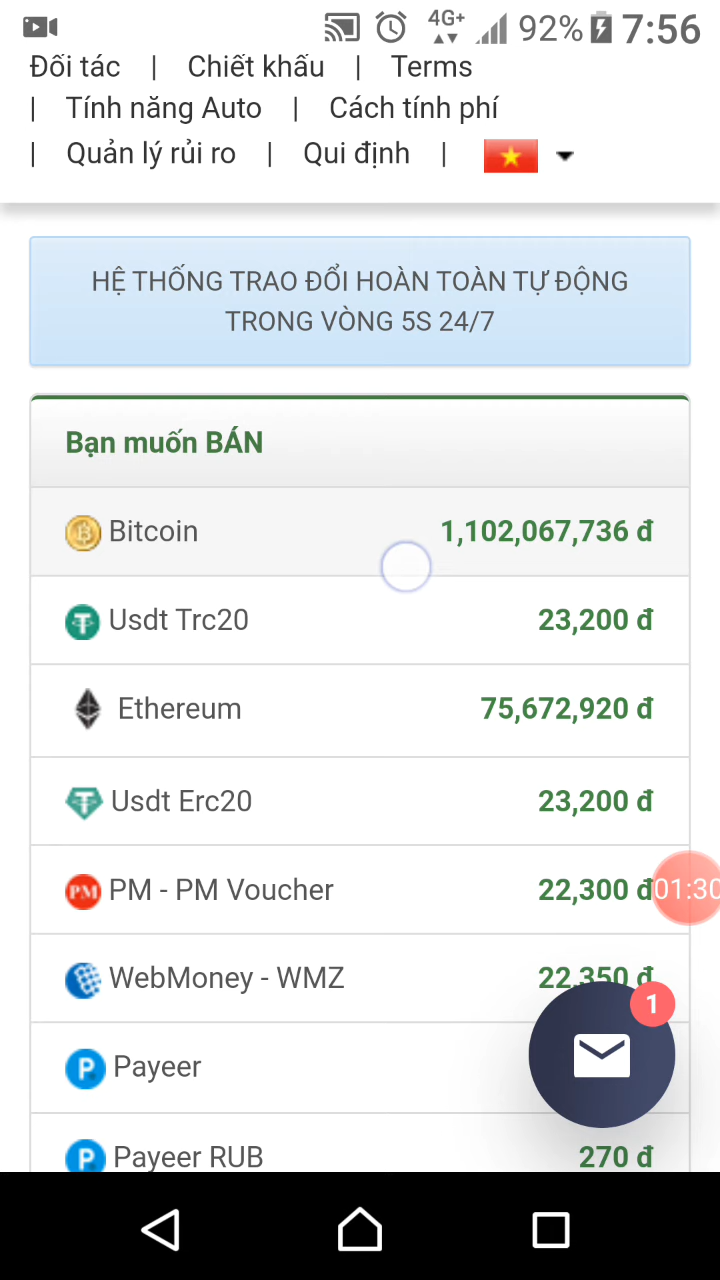 4G+ 92% 7:56
Đối tác | Chiết khấu | Terms
| Tính năng Auto | Cách tính phí
| Quản lý rủi ro | Qui định |
HỆ THỐNG TRAO ĐỔI HOÀN TOÀN TỰ ĐỘNG
TRONG VÒNG 5S 24/7
Bạn muốn BÁN
Bitcoin 1,102,067,736 đ
Usdt Trc20 23,200 đ
Ethereum 75,672,920 đ
Usdt Erc20 23,200 đ
PM PM - PM Voucher 22,300 đ 01:30
WebMoney - WMZ 22,350 đ
1
P Payeer
P Payeer RUB 270 đ